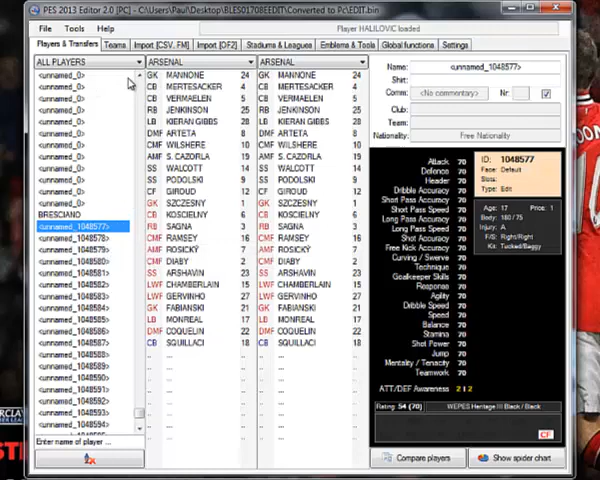 PES 2013 Editor 2.0 [PC] - C:\Users\Paul\Desktop\BLES01708EEDIT\Converted to Pc\EDIT.bin
File Tools Help
Player HALILOVIC loaded
Players & Transfers Teams Import [CSV, FM] Import [OF2] Stadiums & Leagues Emblems & Tools Global functions Settings
ALL PLAYERS ARSENAL ARSENAL
<unnamed_0> GK MANNONE 24 GK MANNONE 24
<unnamed_0> CB MERTESACKER 4 CB MERTESACKER 4
<unnamed_0> CB VERMAELEN 5 CB VERMAELEN 5
<unnamed_0> RB JENKINSON 25 RB JENKINSON 25
<unnamed_0> LB KIERAN GIBBS 28 LB KIERAN GIBBS 28
<unnamed_0> DMF ARTETA 8 DMF ARTETA 8
<unnamed_0> CMF WILSHERE 10 CMF WILSHERE 10
<unnamed_0> AMF S. CAZORLA 19 AMF S. CAZORLA 19
<unnamed_0> SS WALCOTT 14 SS WALCOTT 14
<unnamed_0> SS PODOLSKI 9 SS PODOLSKI 9
<unnamed_0> CF GIROUD 12 CF GIROUD 12
<unnamed_0> GK SZCZESNY 1 GK SZCZESNY 1
BRESCIANO CB KOSCIELNY 6 CB KOSCIELNY 6
<unnamed_1048577> RB SAGNA 3 RB SAGNA 3
<unnamed_1048578> CMF RAMSEY 16 CMF RAMSEY 16
<unnamed_1048579> AMF ROSICKÝ 7 AMF ROSICKÝ 7
<unnamed_1048580> CMF DIABY 2 CMF DIABY 2
<unnamed_1048581> SS ARSHAVIN 23 SS ARSHAVIN 23
<unnamed_1048582> LWF CHAMBERLAIN 15 LWF CHAMBERLAIN 15
<unnamed_1048583> LWF GERVINHO 27 LWF GERVINHO 27
<unnamed_1048584> GK FABIANSKI 21 GK FABIANSKI 21
<unnamed_1048585> LB MONREAL 17 LB MONREAL 17
<unnamed_1048586> DMF COQUELIN 22 DMF COQUELIN 22
<unnamed_1048587> CB SQUILLACI 18 CB SQUILLACI 18
<unnamed_1048588>
<unnamed_1048589>
<unnamed_1048590>
<unnamed_1048591>
<unnamed_1048592>
<unnamed_1048593>
<unnamed_1048594>
Enter name of player ...
Name: <unnamed_1048577>
Shirt:
Comm: <No commentary> Nr:
Club:
Team:
Nationality: Free Nationality
Attack 70
Defence 70
Header 70
Dribble Accuracy 70
Short Pass Accuracy 70
Short Pass Speed 70
Long Pass Accuracy 70
Long Pass Speed 70
Shot Accuracy 70
Free Kick Accuracy 70
Curving / Swerve 70
Technique 70
Goalkeeper Skills 70
Response 70
Agility 70
Dribble Speed 70
Speed 70
Balance 70
Stamina 70
Shot Power 70
Jump 70
Mentality / Tenacity 70
Teamwork 70
ATT/DEF Awareness 2 | 2
ID: 1048577
Face: Default
Type: Edit
Age: 17 Price: 1
Body: 180/75
Injury: A
F/S: Right/Right
Kit: Tucked/Baggy
Rating: 54 (70) WEPES Heritage III Black / Black
CF
Compare players Show spider chart